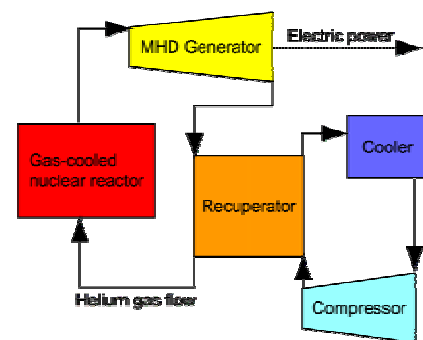 MHD Generator
Electric power
Gas-cooled
nuclear reactor
Cooler
Recuperator
Helium gas flow
Compressor